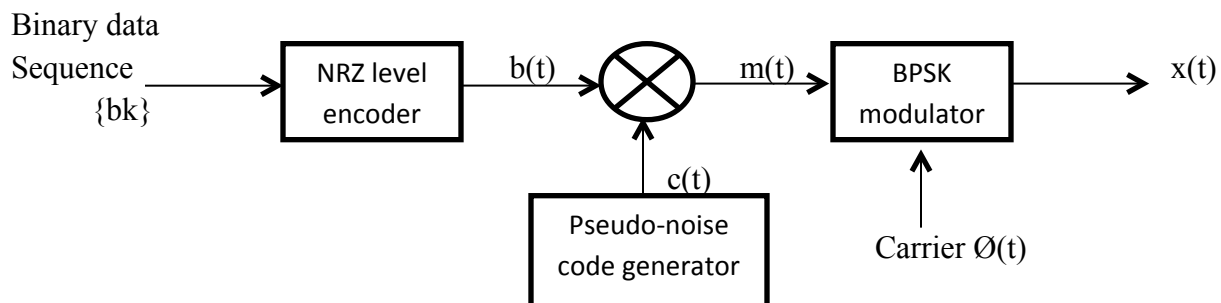 Binary data
Sequence
{bk}
NRZ level
encoder
b(t)
m(t)
BPSK
modulator
x(t)
c(t)
Pseudo-noise
code generator
Carrier Ø(t)